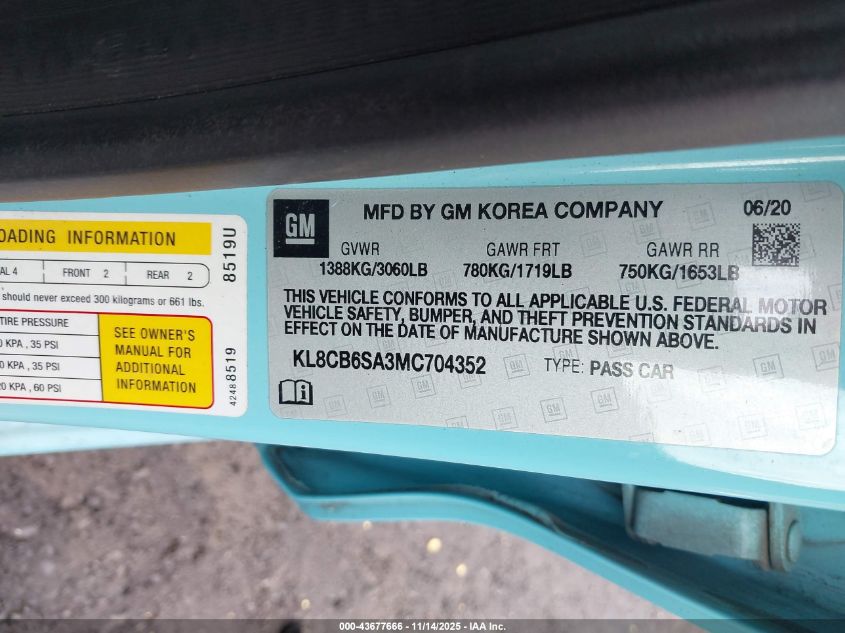 OADING INFORMATION
AL 4 FRONT 2 REAR 2
should never exceed 300 kilograms or 661 lbs.
TIRE PRESSURE
0 KPA , 35 PSI
0 KPA , 35 PSI
20 KPA , 60 PSI
SEE OWNER'S
MANUAL FOR
ADDITIONAL
INFORMATION
8519U
42488519
GM
MFD BY GM KOREA COMPANY 06/20
GVWR GAWR FRT GAWR RR
1388KG/3060LB 780KG/1719LB 750KG/1653LB
THIS VEHICLE CONFORMS TO ALL APPLICABLE U.S. FEDERAL MOTOR
VEHICLE SAFETY, BUMPER, AND THEFT PREVENTION STANDARDS IN
EFFECT ON THE DATE OF MANUFACTURE SHOWN ABOVE.
KL8CB6SA3MC704352 TYPE: PASS CAR
000-43677666 - 11/14/2025 - IAA Inc.